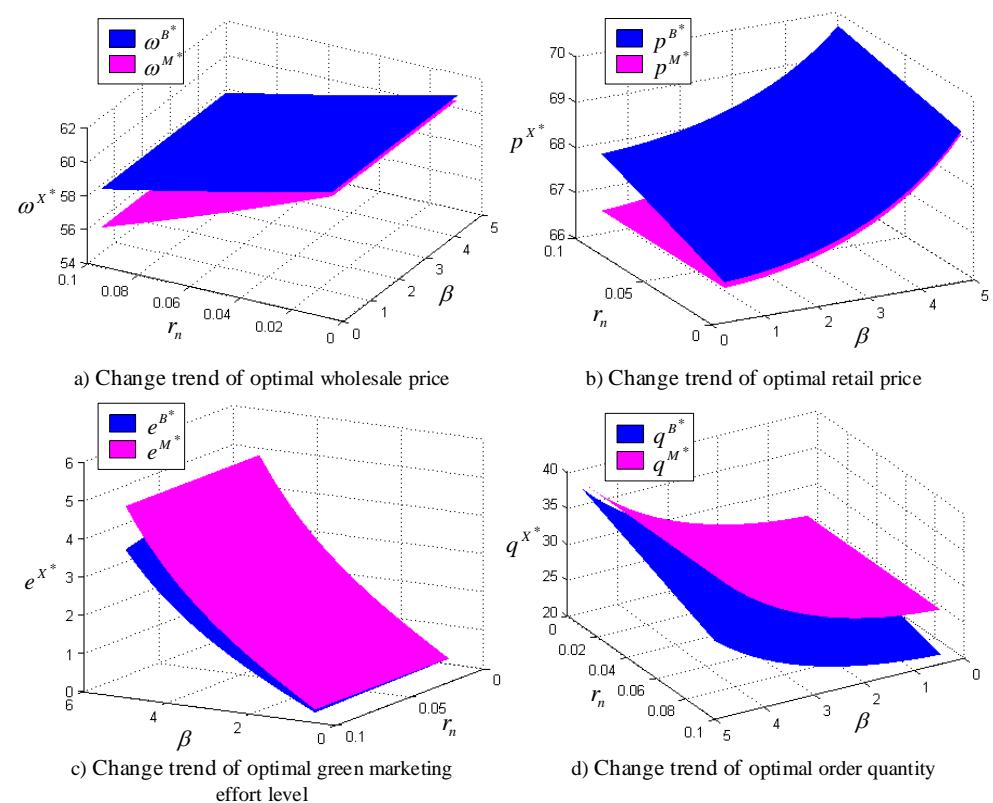 ω^{B*}
ω^{M*}
62
60
58
56
54
ω^{X*}
0.1
0.08
0.06
0.04
0.02
0
r_n
0
1
2
3
4
5
β
a) Change trend of optimal wholesale price
p^{B*}
p^{M*}
70
69
68
67
66
p^{X*}
0.1
0.05
0
r_n
0
1
2
3
4
5
β
b) Change trend of optimal retail price
e^{B*}
e^{M*}
6
5
4
3
2
1
0
e^{X*}
6
4
2
0
β
0.1
0.05
0
r_n
c) Change trend of optimal green marketing
effort level
q^{B*}
q^{M*}
40
35
30
25
20
q^{X*}
0
0.02
0.04
0.06
0.08
0.1
r_n
5
4
3
2
1
0
β
d) Change trend of optimal order quantity